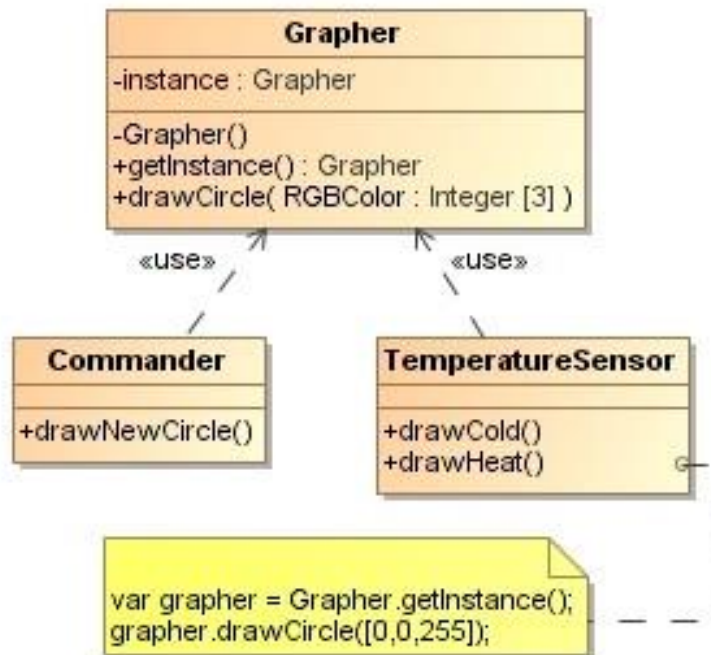 Grapher
-instance : Grapher
-Grapher()
+getInstance() : Grapher
+drawCircle( RGBColor : Integer [3] )
«use»
«use»
Commander
+drawNewCircle()
TemperatureSensor
+drawCold()
+drawHeat()
var grapher = Grapher.getInstance();
grapher.drawCircle([0,0,255]);